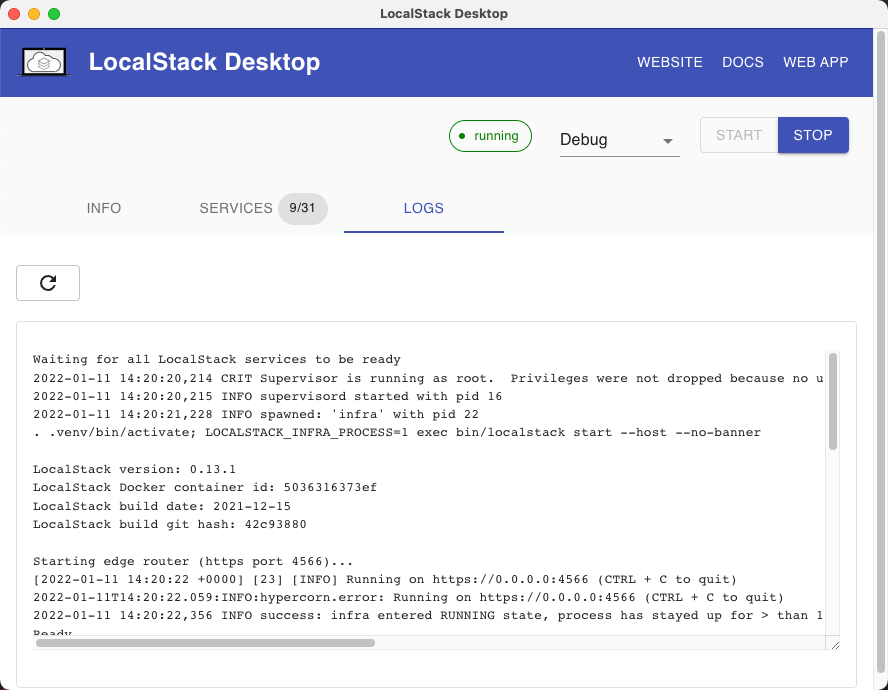 LocalStack Desktop
LocalStack Desktop
WEBSITE DOCS WEB APP
running Debug START STOP
INFO SERVICES 9/31 LOGS
Waiting for all LocalStack services to be ready
2022-01-11 14:20:20,214 CRIT Supervisor is running as root.  Privileges were not dropped because no u
2022-01-11 14:20:20,215 INFO supervisord started with pid 16
2022-01-11 14:20:21,228 INFO spawned: 'infra' with pid 22
. .venv/bin/activate; LOCALSTACK_INFRA_PROCESS=1 exec bin/localstack start --host --no-banner
LocalStack version: 0.13.1
LocalStack Docker container id: 5036316373ef
LocalStack build date: 2021-12-15
LocalStack build git hash: 42c93880
Starting edge router (https port 4566)...
[2022-01-11 14:20:22 +0000] [23] [INFO] Running on https://0.0.0.0:4566 (CTRL + C to quit)
2022-01-11T14:20:22.059:INFO:hypercorn.error: Running on https://0.0.0.0:4566 (CTRL + C to quit)
2022-01-11 14:20:22,356 INFO success: infra entered RUNNING state, process has stayed up for > than 1
Ready